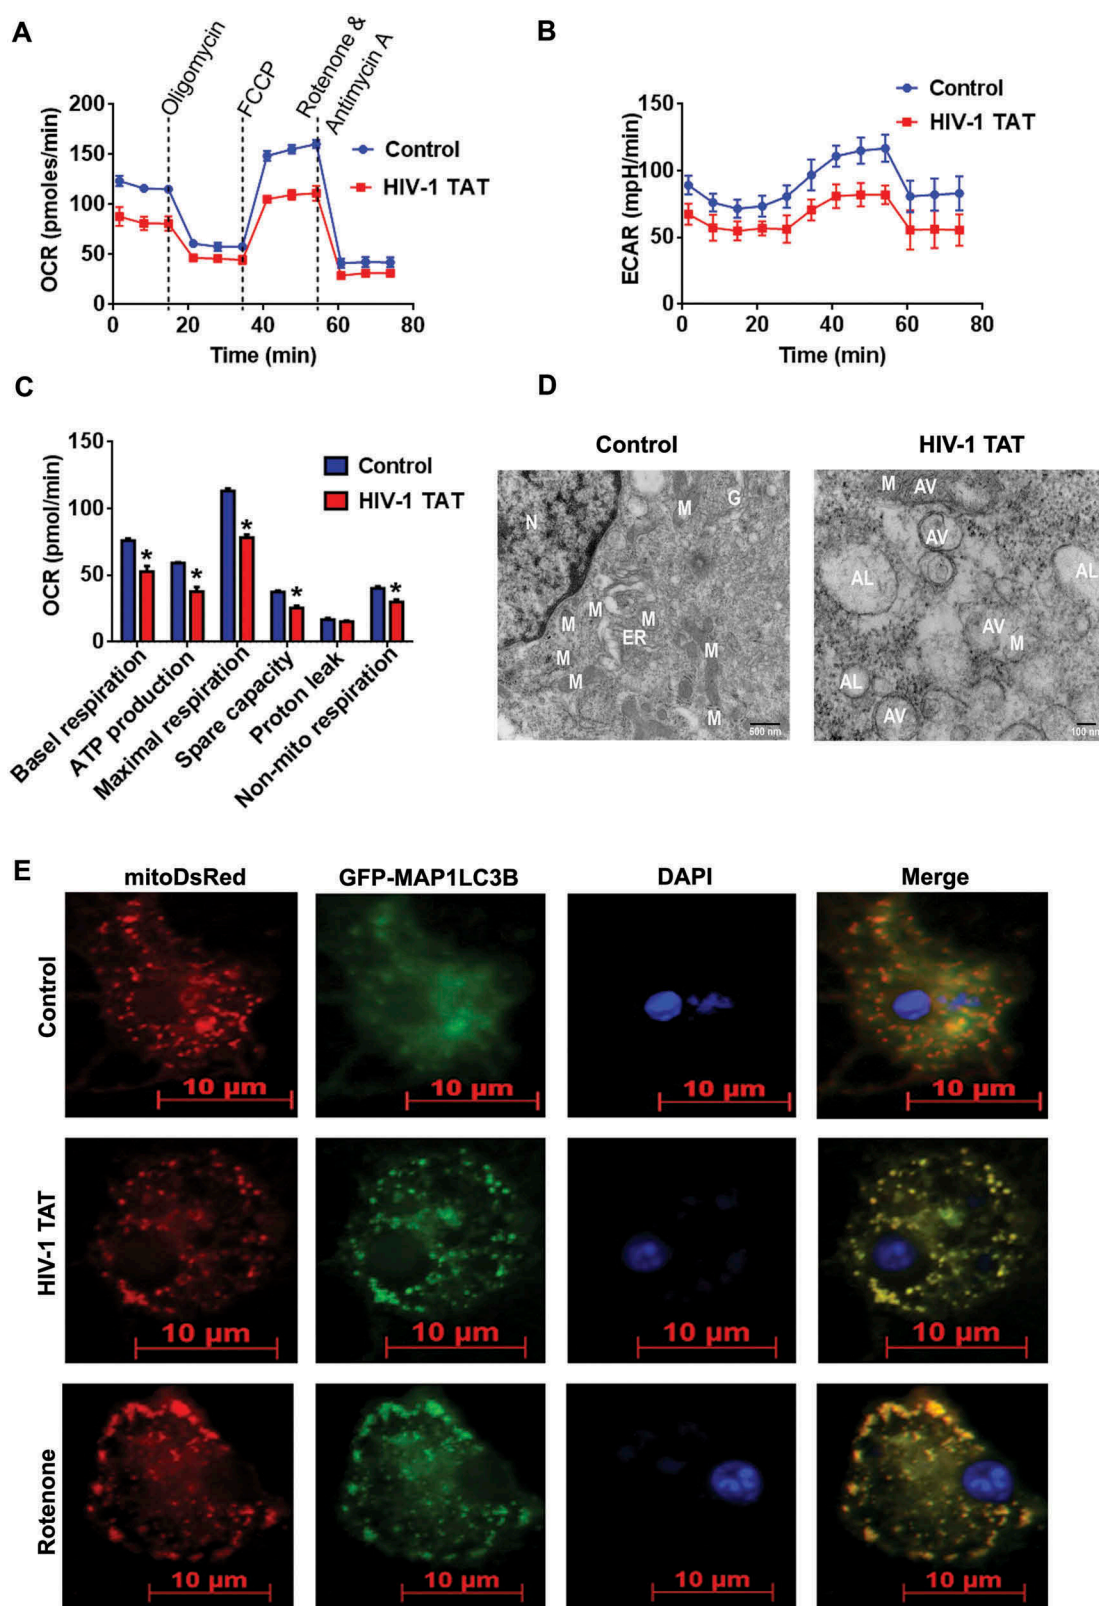 A
Oligomycin
FCCP
Rotenone &
Antimycin A
OCR (pmoles/min)
200
150
100
50
0
0
20
40
60
80
Time (min)
Control
HIV-1 TAT
B
ECAR (mpH/min)
150
100
50
0
0
20
40
60
80
Time (min)
Control
HIV-1 TAT
C
OCR (pmol/min)
150
100
50
0
Control
HIV-1 TAT
*
*
*
*
*
Basel respiration
ATP production
Maximal respiration
Spare capacity
Proton leak
Non-mito respiration
D
Control
HIV-1 TAT
N
M
G
M
M
M
ER
M
M
M
M
500 nm
M
AV
AV
AL
AL
AV
M
AL
AV
100 nm
E
mitoDsRed
GFP-MAP1LC3B
DAPI
Merge
Control
10 µm
10 µm
10 µm
10 µm
HIV-1 TAT
10 µm
10 µm
10 µm
10 µm
Rotenone
10 µm
10 µm
10 µm
10 µm